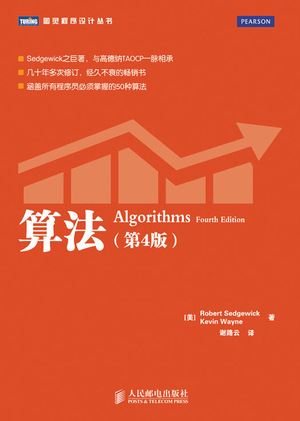 TURING
图灵程序设计丛书
PEARSON
Sedgewick之巨著，与高德纳TAOCP一脉相承
几十年多次修订，经久不衰的畅销书
涵盖所有程序员必须掌握的50种算法
算法
Algorithms Fourth Edition
（第4版）
[美] Robert Sedgewick
Kevin Wayne 著
谢路云 译
人民邮电出版社
POSTS & TELECOM PRESS